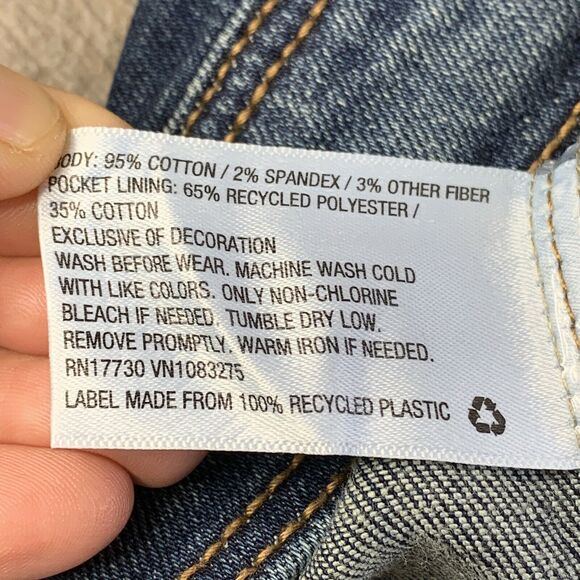 BODY: 95% COTTON / 2% SPANDEX / 3% OTHER FIBER
POCKET LINING: 65% RECYCLED POLYESTER /
35% COTTON
EXCLUSIVE OF DECORATION
WASH BEFORE WEAR. MACHINE WASH COLD
WITH LIKE COLORS. ONLY NON-CHLORINE
BLEACH IF NEEDED. TUMBLE DRY LOW.
REMOVE PROMPTLY. WARM IRON IF NEEDED.
RN17730 VN1083275
LABEL MADE FROM 100% RECYCLED PLASTIC